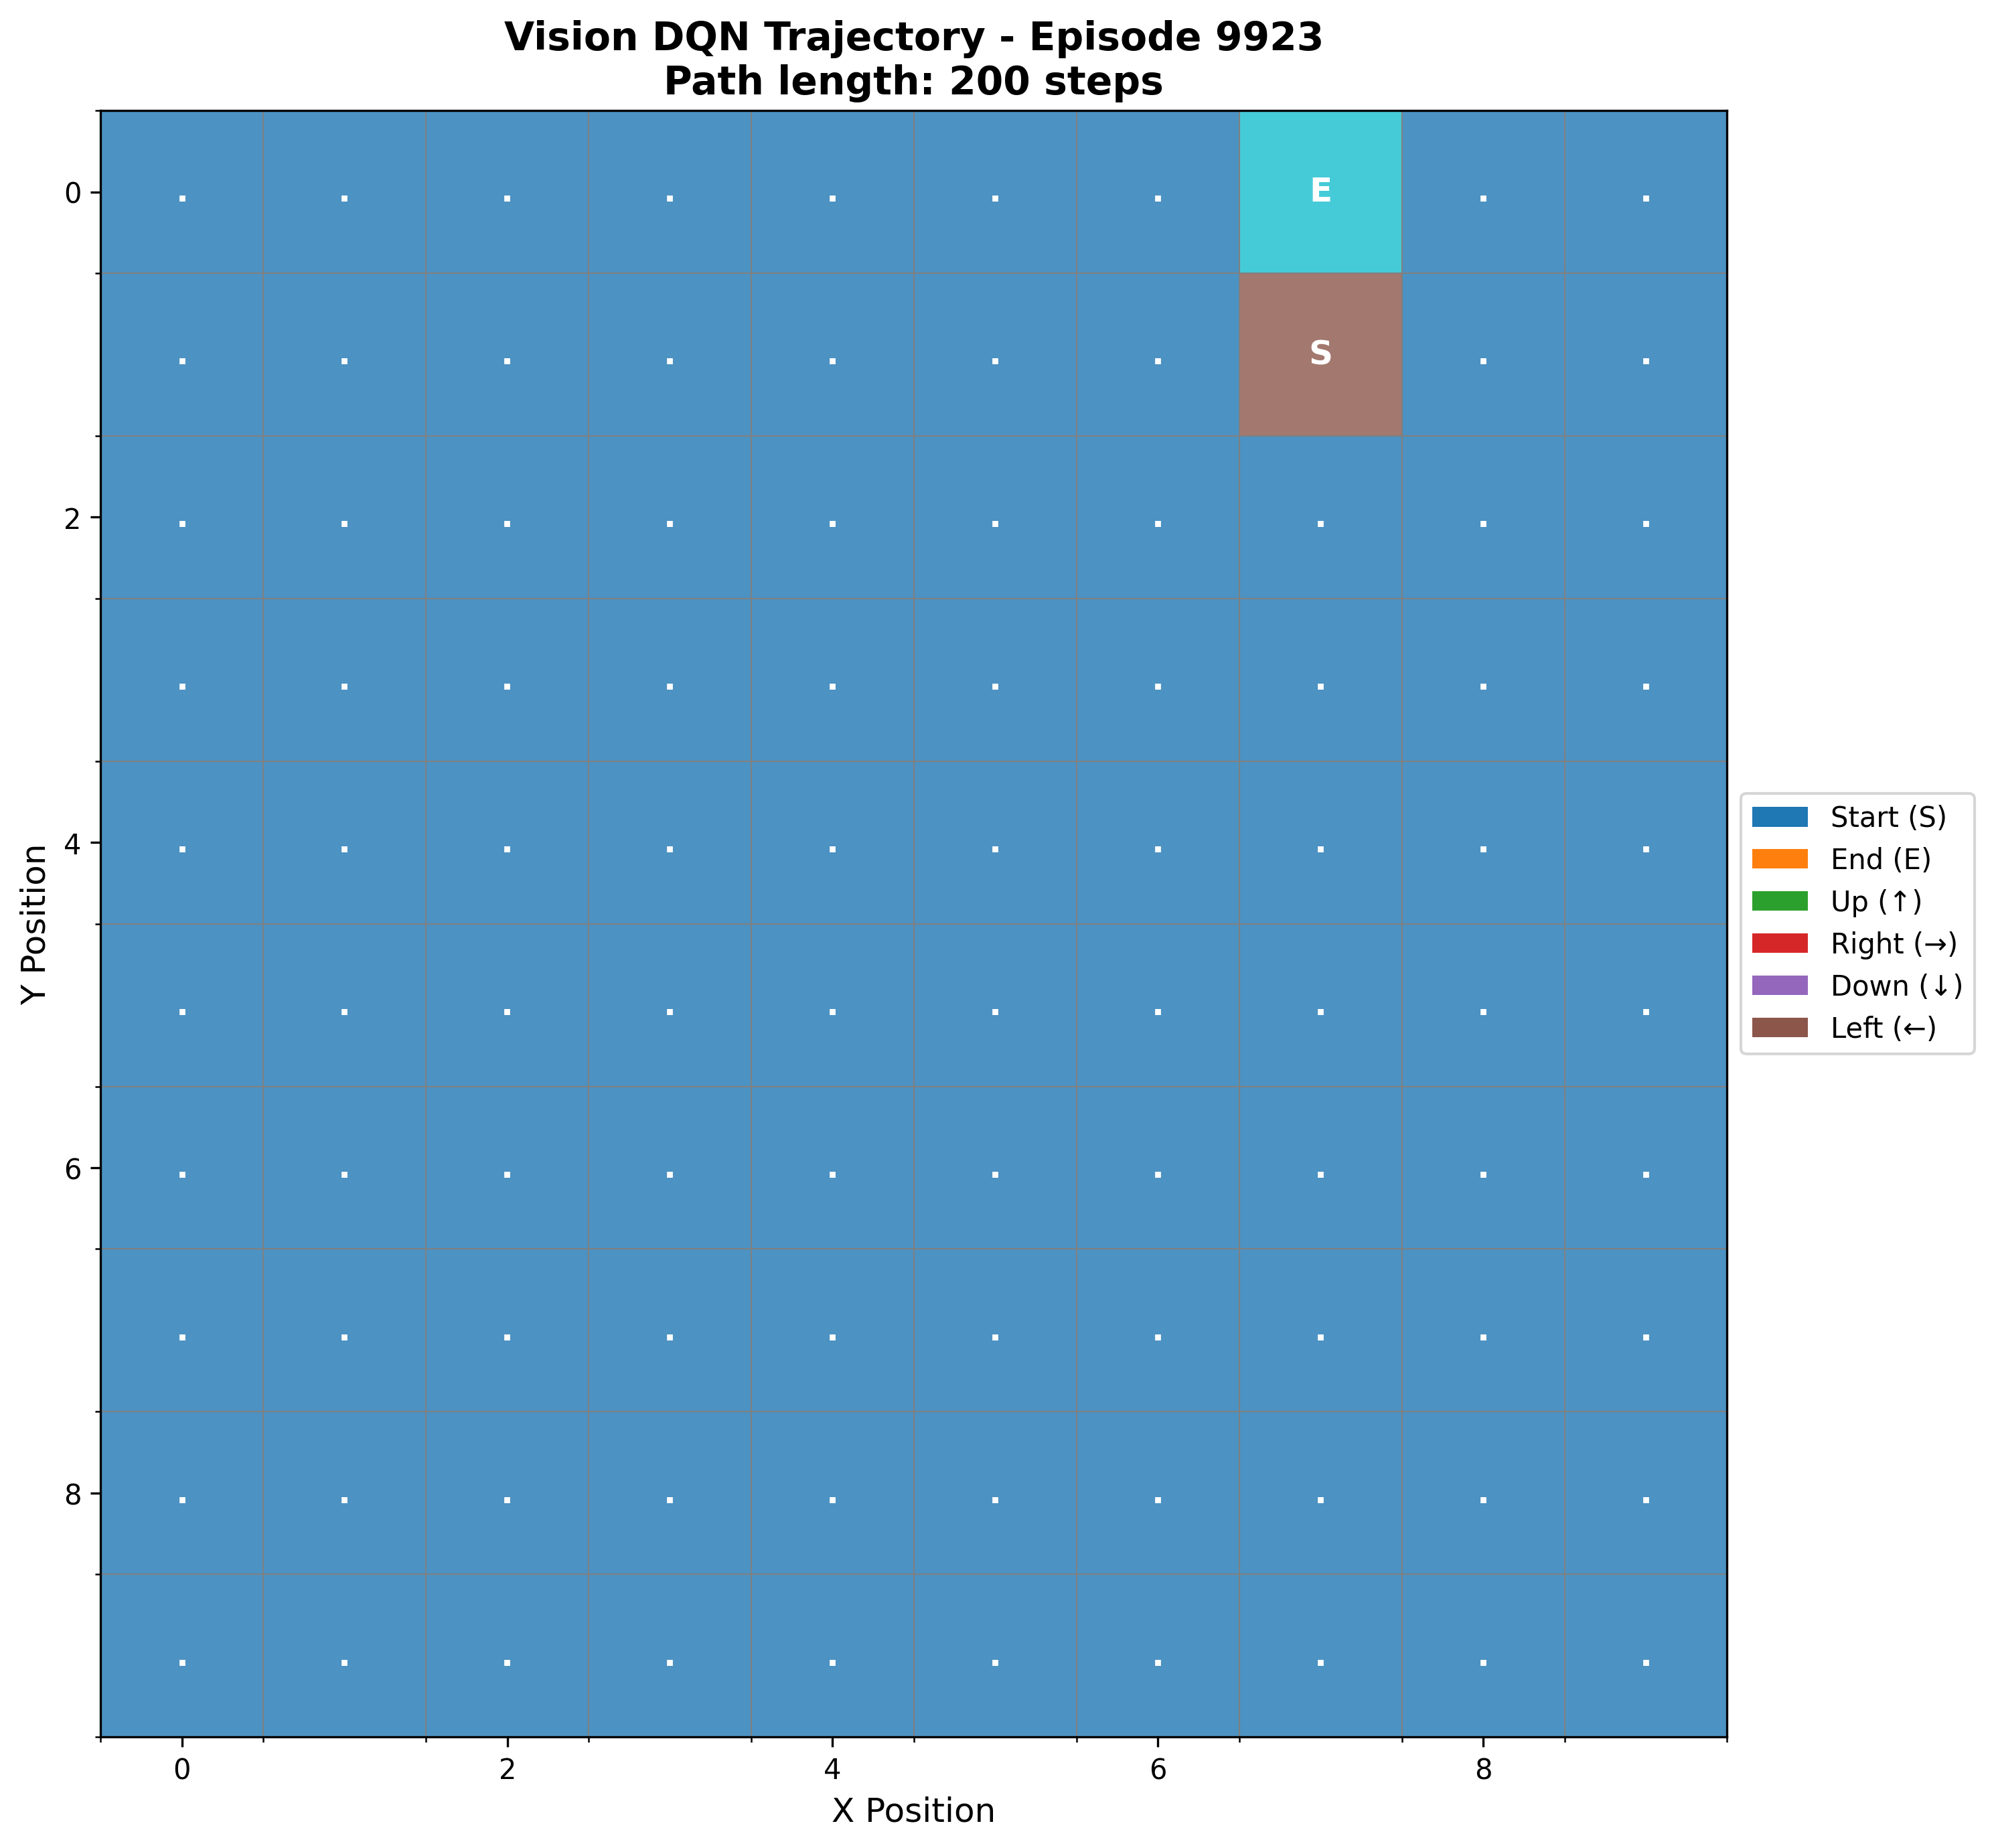 Vision DQN Trajectory - Episode 9923
Path length: 200 steps
E
0
S
2
4
6
8
Y Position
0 2 4 6 8
X Position
Start (S)
End (E)
Up (↑)
Right (→)
Down (↓)
Left (←)